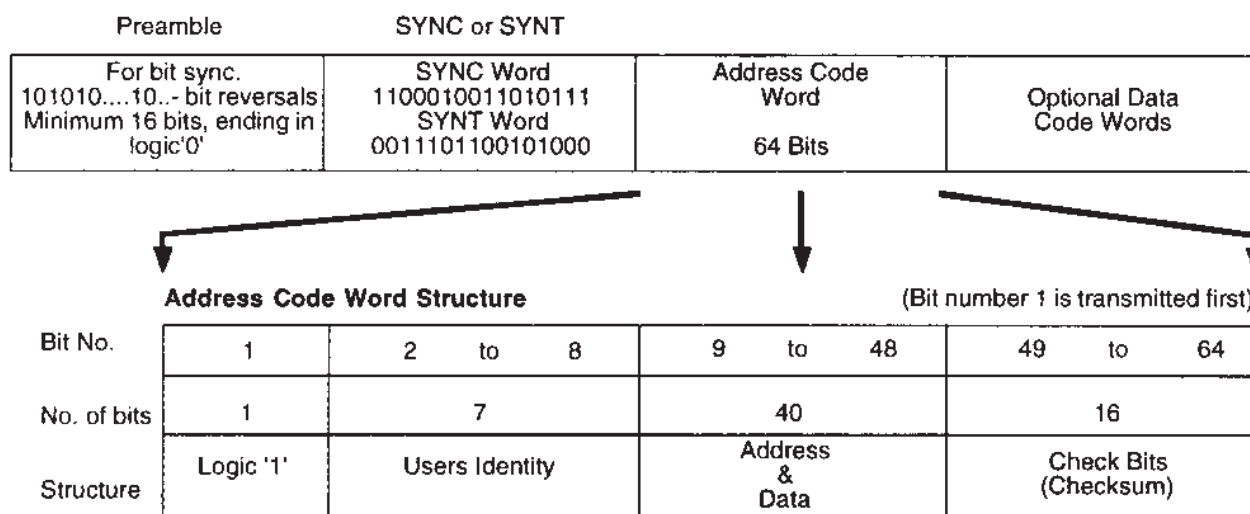 Preamble SYNC or SYNT
For bit sync.
101010....10..- bit reversals
Minimum 16 bits, ending in
logic'0'
SYNC Word
1100010011010111
SYNT Word
0011101100101000
Address Code
Word
64 Bits
Optional Data
Code Words
Address Code Word Structure (Bit number 1 is transmitted first)
Bit No. 1 2 to 8 9 to 48 49 to 64
No. of bits 1 7 40 16
Structure Logic '1' Users Identity Address
&
Data
Check Bits
(Checksum)